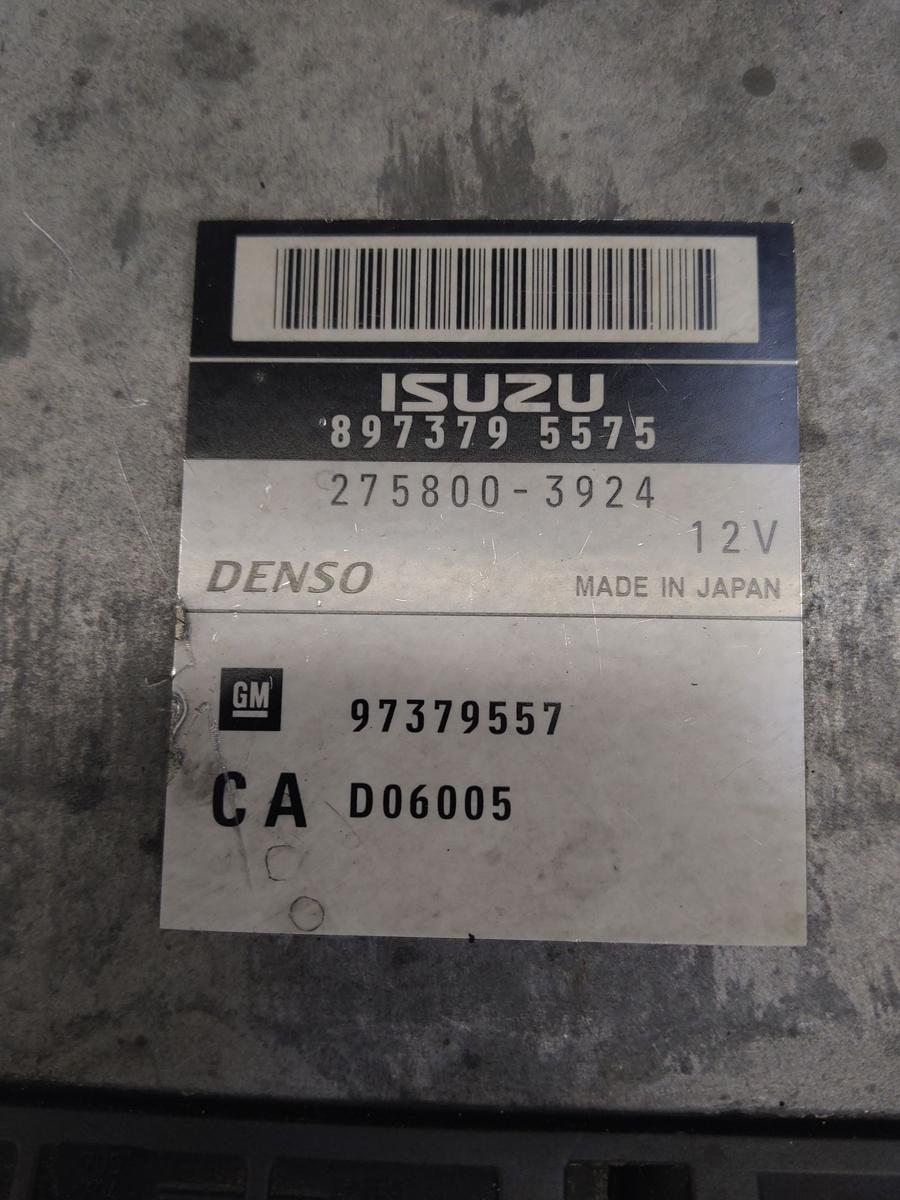 ISUZU
897379 5575
275800-3924
12V
DENSO MADE IN JAPAN
GM 97379557
CA D06005